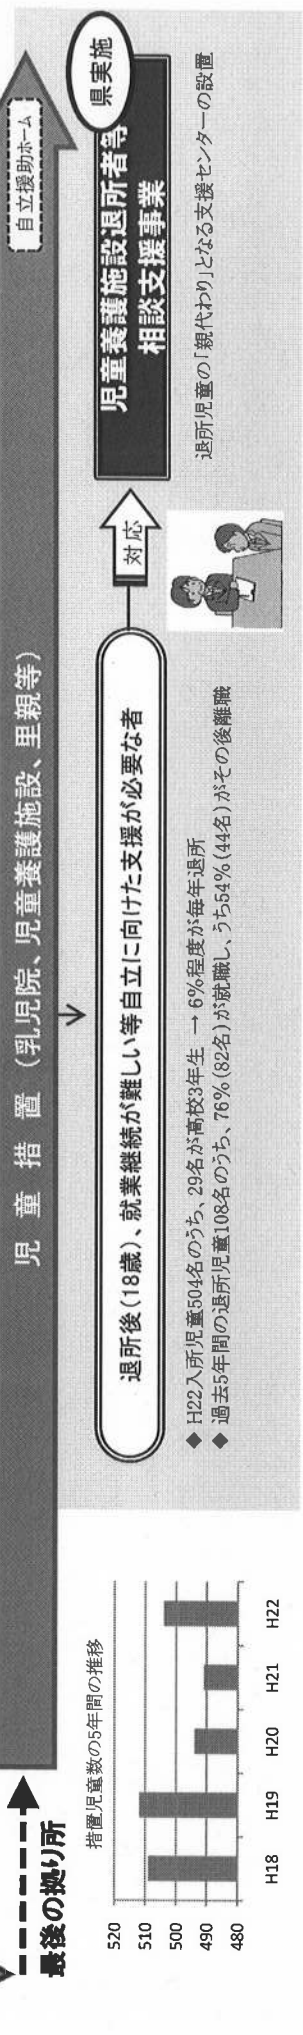 最後の拠り所
児童措置（乳児院、児童養護施設、里親等）
自立援助ホーム
措置児童数の5年間の推移
520
510
500
490
480
H18
H19
H20
H21
H22
退所後(18歳)、就業継続が難しい等自立に向けた支援が必要な者
対応
県実施
児童養護施設退所者等
相談支援事業
◆ H22入所児童504名のうち、29名が高校3年生 → 6%程度が毎年退所
◆ 過去5年間の退所児童108名のうち、76%(82名)が就職し、うち54%(44名)がその後離職
退所児童の「親代わり」となる支援センターの設置